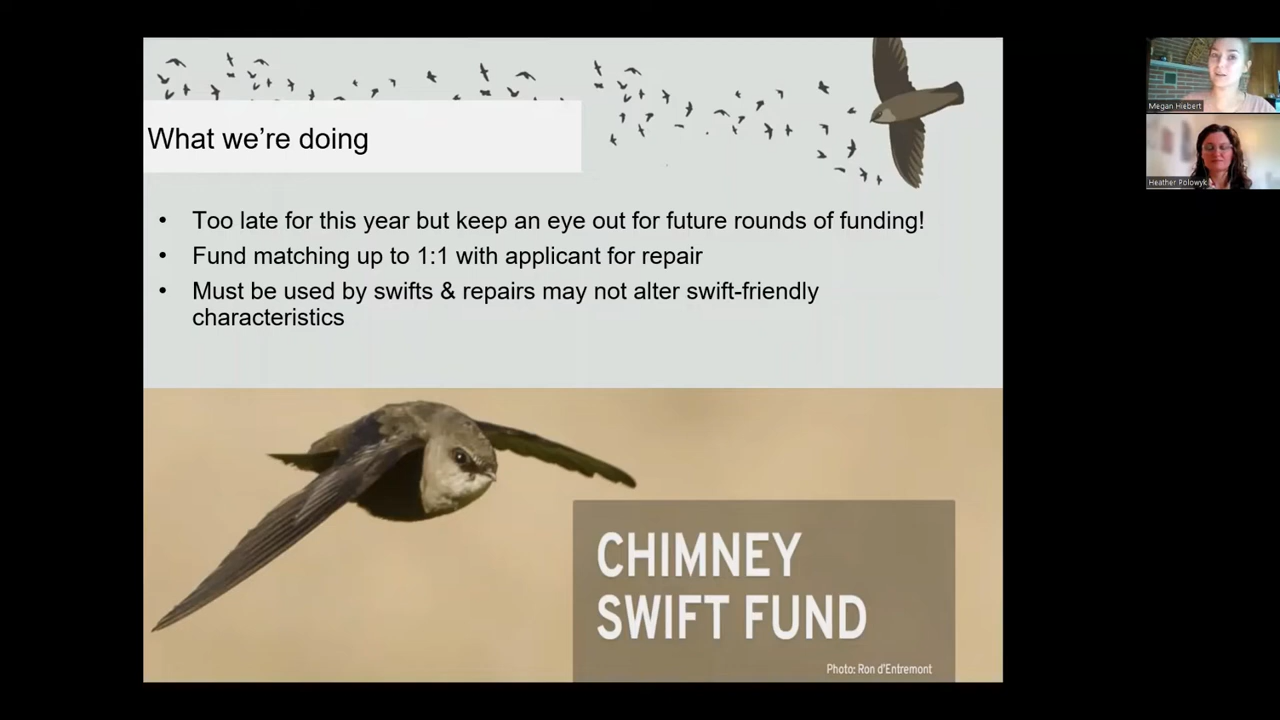 What we're doing
• Too late for this year but keep an eye out for future rounds of funding!
• Fund matching up to 1:1 with applicant for repair
• Must be used by swifts & repairs may not alter swift-friendly
characteristics
CHIMNEY
SWIFT FUND
Photo: Ron d'Entremont
Megan Hiebert
Heather Polowyk